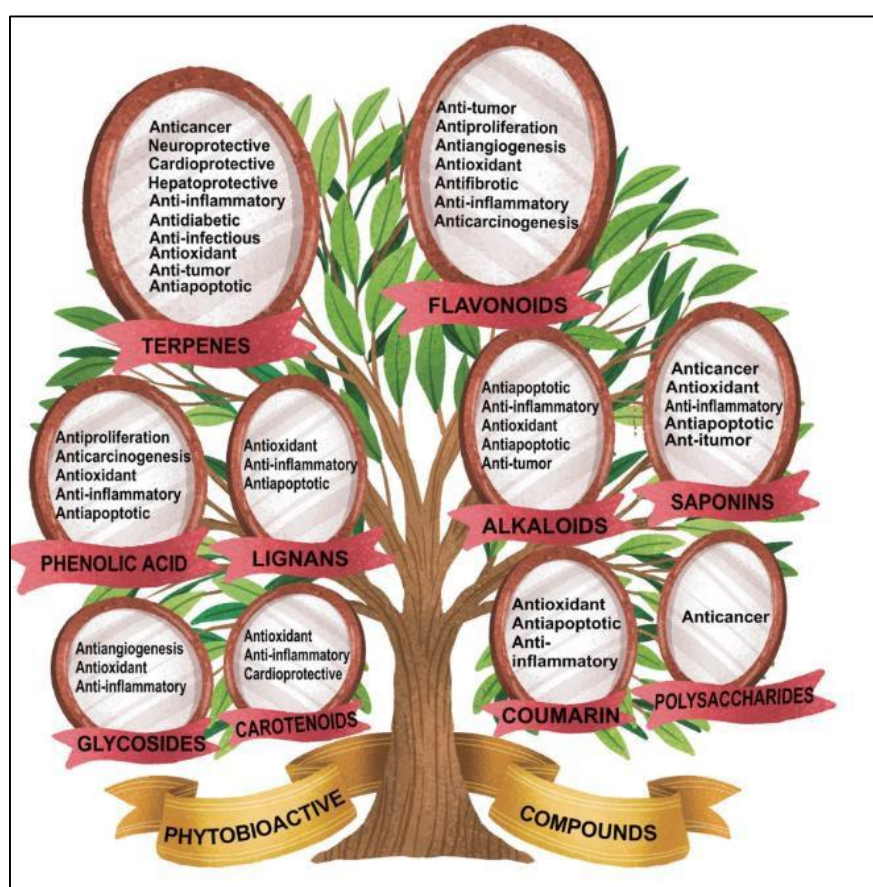 Anticancer
Neuroprotective
Cardioprotective
Hepatoprotective
Anti-inflammatory
Antidiabetic
Anti-infectious
Antioxidant
Anti-tumor
Antiapoptotic
TERPENES
Anti-tumor
Antiproliferation
Antiangiogenesis
Antioxidant
Antifibrotic
Anti-inflammatory
Anticarcinogenesis
FLAVONOIDS
Antiproliferation
Anticarcinogenesis
Antioxidant
Anti-inflammatory
Antiapoptotic
PHENOLIC ACID
Antioxidant
Anti-inflammatory
Antiapoptotic
LIGNANS
Antiapoptotic
Anti-inflammatory
Antioxidant
Antiapoptotic
Anti-tumor
ALKALOIDS
Anticancer
Antioxidant
Anti-inflammatory
Antiapoptotic
Ant-itumor
SAPONINS
Antiangiogenesis
Antioxidant
Anti-inflammatory
GLYCOSIDES
Antioxidant
Anti-inflammatory
Cardioprotective
CAROTENOIDS
Antioxidant
Antiapoptotic
Anti-
inflammatory
COUMARIN
Anticancer
POLYSACCHARIDES
PHYTOBIOACTIVE
COMPOUNDS